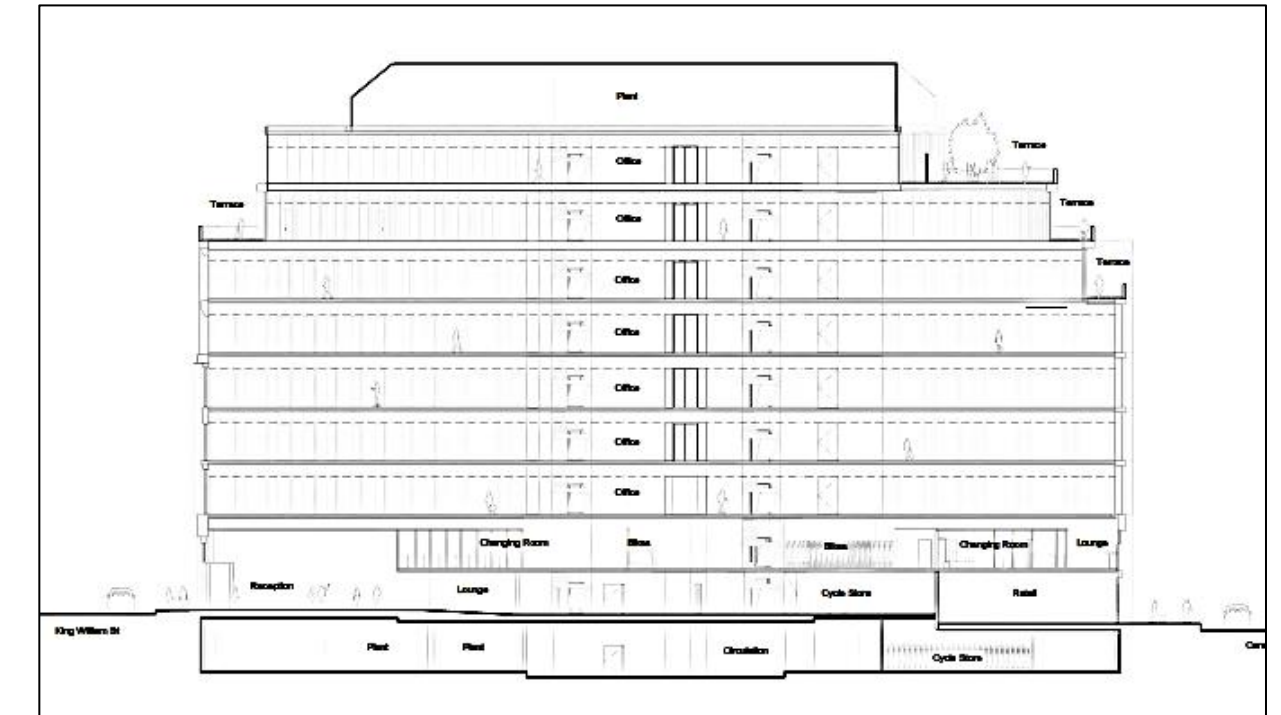 Plant
Office
Terrace
Terrace
Office
Terrace
Office
Terrace
Office
Office
Office
Office
Changing Room
Bikes
Bikes
Changing Room
Lounge
Reception
Lounge
Cycle Store
Retail
King William St
Plant
Plant
Circulation
Cycle Store